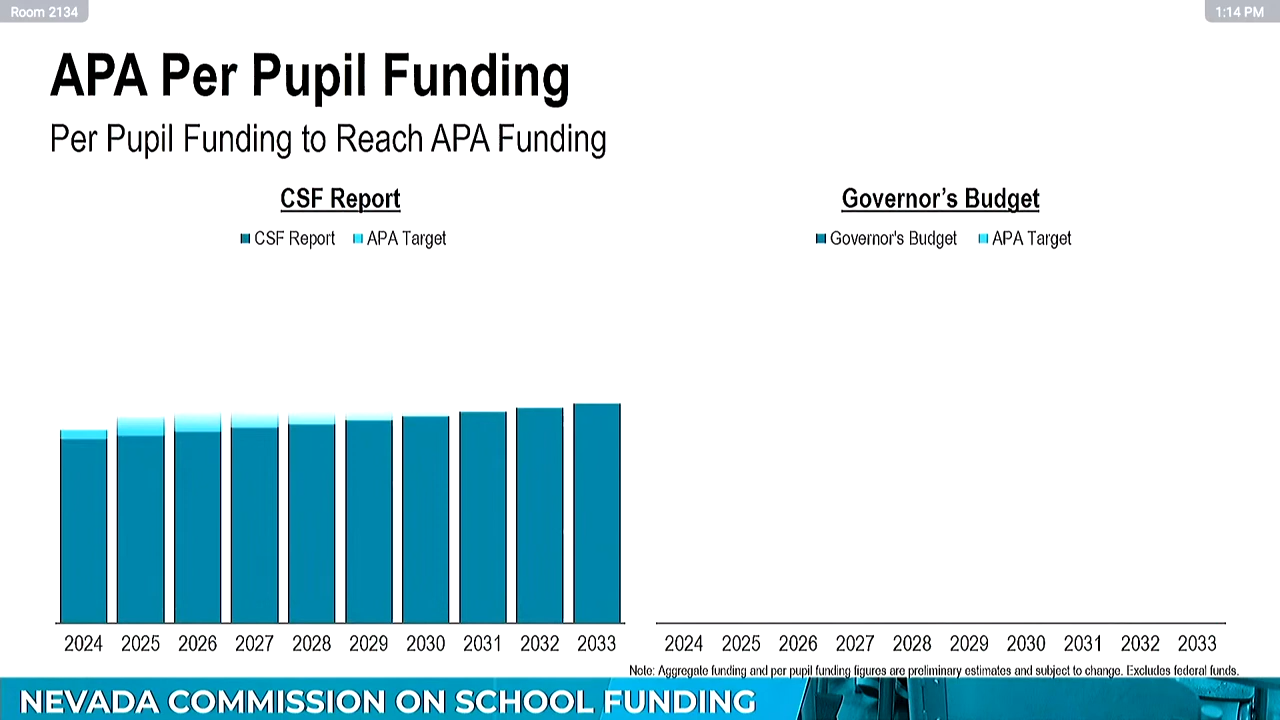 Room 2134
1:14 PM
APA Per Pupil Funding
Per Pupil Funding to Reach APA Funding
CSF Report
CSF Report APA Target
2024 2025 2026 2027 2028 2029 2030 2031 2032 2033
Governor’s Budget
Governor's Budget APA Target
2024 2025 2026 2027 2028 2029 2030 2031 2032 2033
Note: Aggregate funding and per pupil funding figures are preliminary estimates and subject to change. Excludes federal funds.
NEVADA COMMISSION ON SCHOOL FUNDING